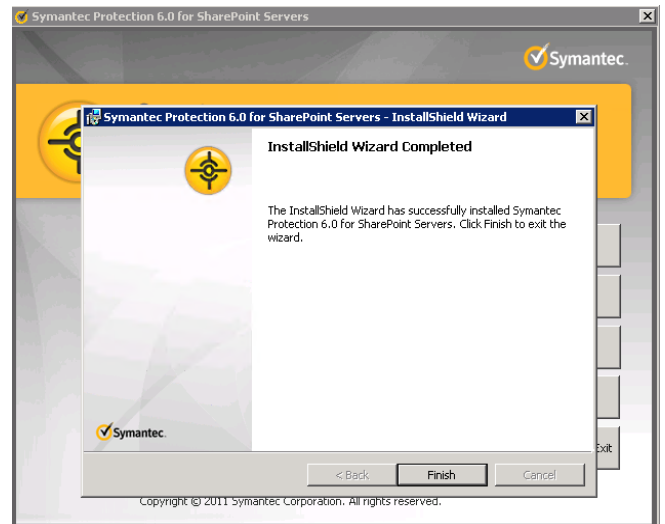 Symantec Protection 6.0 for SharePoint Servers
Symantec.
Symantec Protection 6.0 for SharePoint Servers - InstallShield Wizard
InstallShield Wizard Completed
The InstallShield Wizard has successfully installed Symantec
Protection 6.0 for SharePoint Servers. Click Finish to exit the
wizard.
Symantec.
Exit
< Back
Finish
Cancel
Copyright © 2011 Symantec Corporation. All rights reserved.